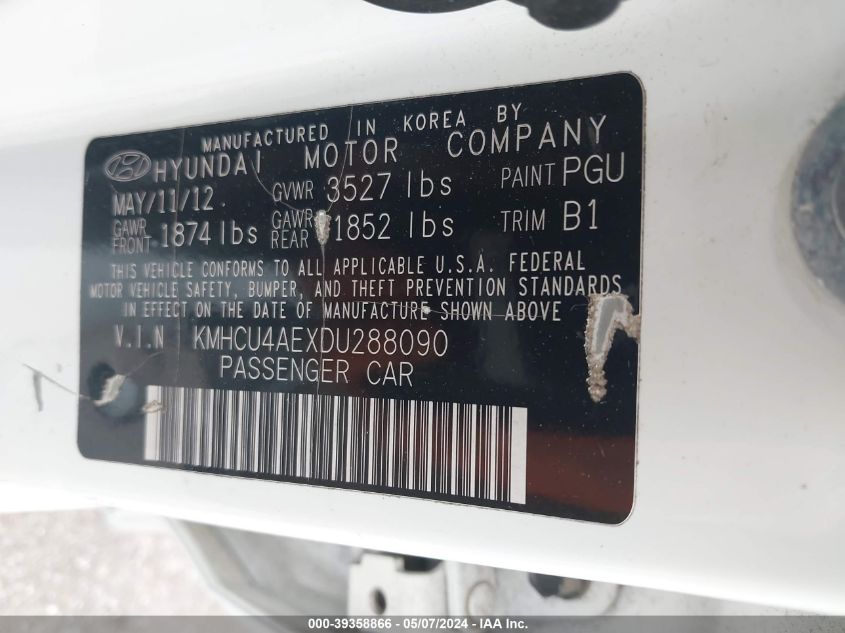 MANUFACTURED IN KOREA BY
HYUNDAI MOTOR COMPANY
MAY/11/12 GVWR 3527 lbs PAINT PGU
GAWR FRONT 1874 lbs GAWR REAR 1852 lbs TRIM B1
THIS VEHICLE CONFORMS TO ALL APPLICABLE U.S.A. FEDERAL
MOTOR VEHICLE SAFETY, BUMPER, AND THEFT PREVENTION STANDARDS
IN EFFECT ON THE DATE OF MANUFACTURE SHOWN ABOVE
V.I.N KMHCU4AEXDU288090
PASSENGER CAR
000-39358866 - 05/07/2024 - IAA Inc.